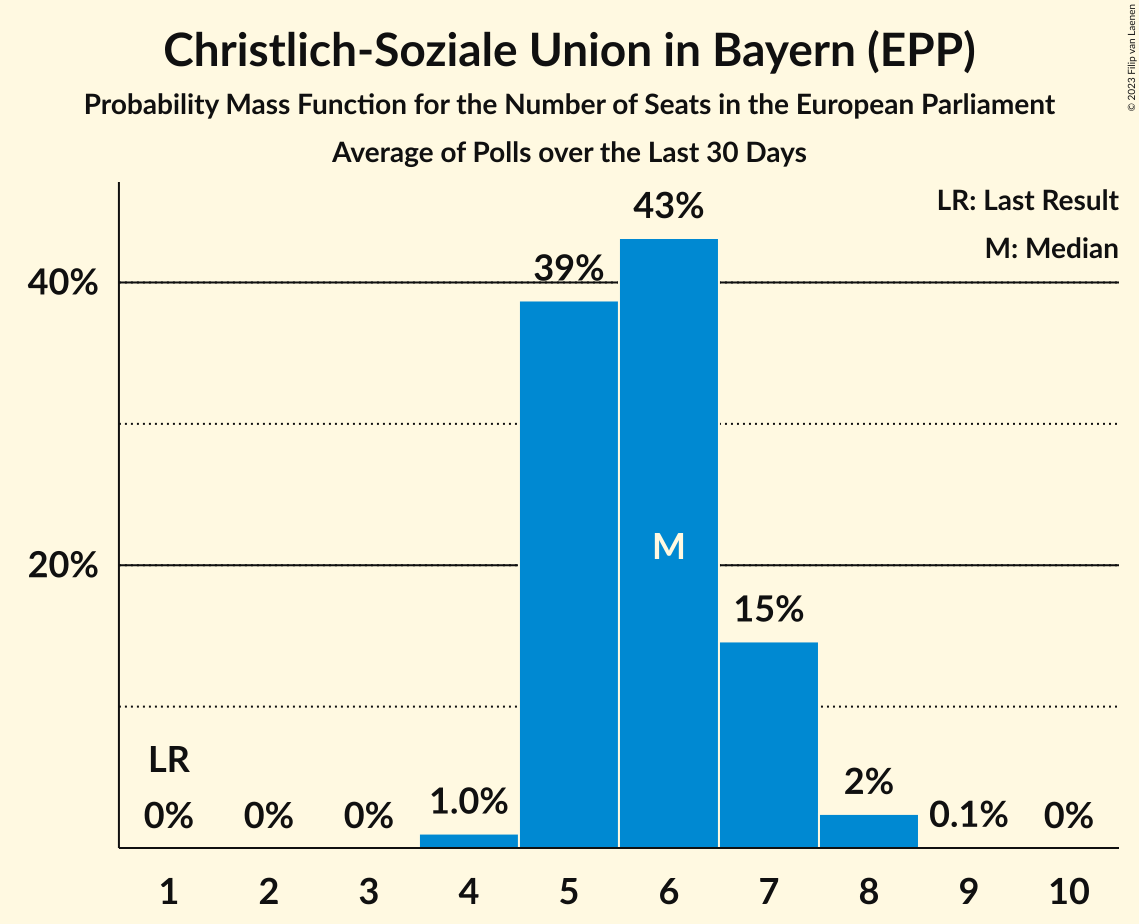 Christlich-Soziale Union in Bayern (EPP)
Probability Mass Function for the Number of Seats in the European Parliament
Average of Polls over the Last 30 Days
© 2023 Filip van Laenen
LR: Last Result
M: Median
43%
39%
40%
M
20%
15%
LR
0%
0%
0%
1.0%
2%
0.1%
0%
1 2 3 4 5 6 7 8 9 10